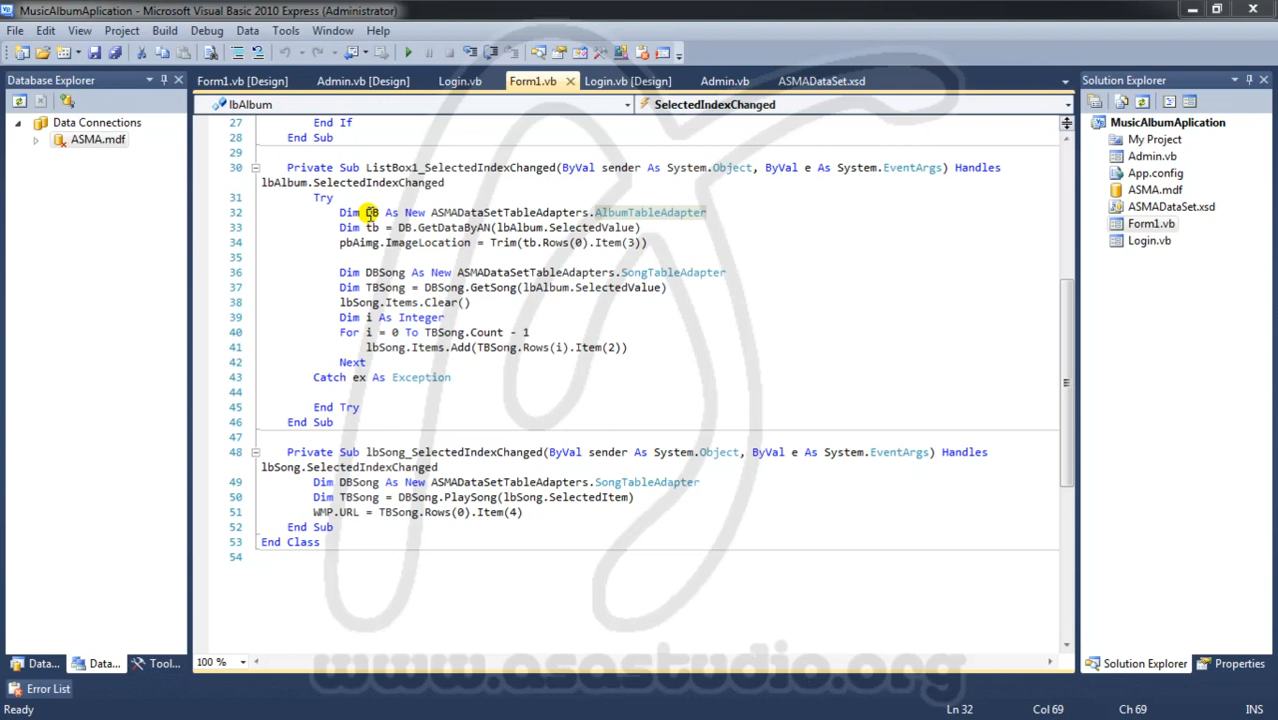 MusicAlbumAplication - Microsoft Visual Basic 2010 Express (Administrator)
File Edit View Project Build Debug Data Tools Window Help
Database Explorer
Form1.vb [Design] Admin.vb [Design] Login.vb Form1.vb Login.vb [Design] Admin.vb ASMADataSet.xsd
Solution Explorer
lbAlbum
SelectedIndexChanged
Data Connections
ASMA.mdf
27 End If
28 End Sub
29
30 Private Sub ListBox1_SelectedIndexChanged(ByVal sender As System.Object, ByVal e As System.EventArgs) Handles
lbAlbum.SelectedIndexChanged
31 Try
32 Dim DB As New ASMADataSetTableAdapters.AlbumTableAdapter
33 Dim tb = DB.GetDataByAN(lbAlbum.SelectedValue)
34 pbAimg.ImageLocation = Trim(tb.Rows(0).Item(3))
35
36 Dim DBSong As New ASMADataSetTableAdapters.SongTableAdapter
37 Dim TBSong = DBSong.GetSong(lbAlbum.SelectedValue)
38 lbSong.Items.Clear()
39 Dim i As Integer
40 For i = 0 To TBSong.Count - 1
41 lbSong.Items.Add(TBSong.Rows(i).Item(2))
42 Next
43 Catch ex As Exception
44
45 End Try
46 End Sub
47
48 Private Sub lbSong_SelectedIndexChanged(ByVal sender As System.Object, ByVal e As System.EventArgs) Handles
lbSong.SelectedIndexChanged
49 Dim DBSong As New ASMADataSetTableAdapters.SongTableAdapter
50 Dim TBSong = DBSong.PlaySong(lbSong.SelectedItem)
51 WMP.URL = TBSong.Rows(0).Item(4)
52 End Sub
53 End Class
54
MusicAlbumAplication
My Project
Admin.vb
App.config
ASMA.mdf
ASMADataSet.xsd
Form1.vb
Login.vb
100 %
Data... Data... Tool...
Solution Explorer Properties
www.asastudio.org
Error List
Ready Ln 32 Col 69 Ch 69 INS